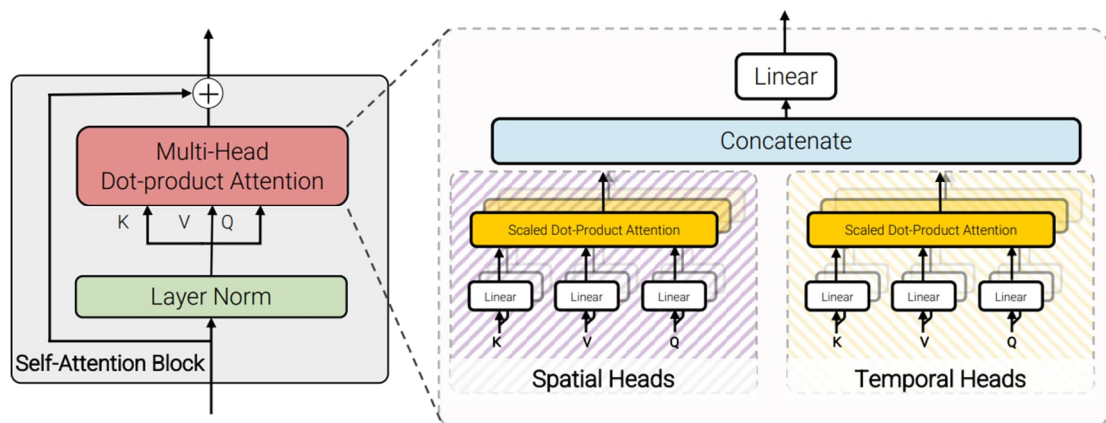 Multi-Head
Dot-product Attention
K V Q
Layer Norm
Self-Attention Block
Linear
Concatenate
Scaled Dot-Product Attention
Linear Linear Linear
K V Q
Spatial Heads
Scaled Dot-Product Attention
Linear Linear Linear
K V Q
Temporal Heads